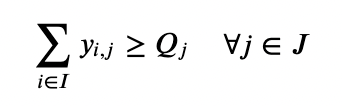 ∑_{i∈I} y_{i,j} ≥ Q_j ∀j ∈ J